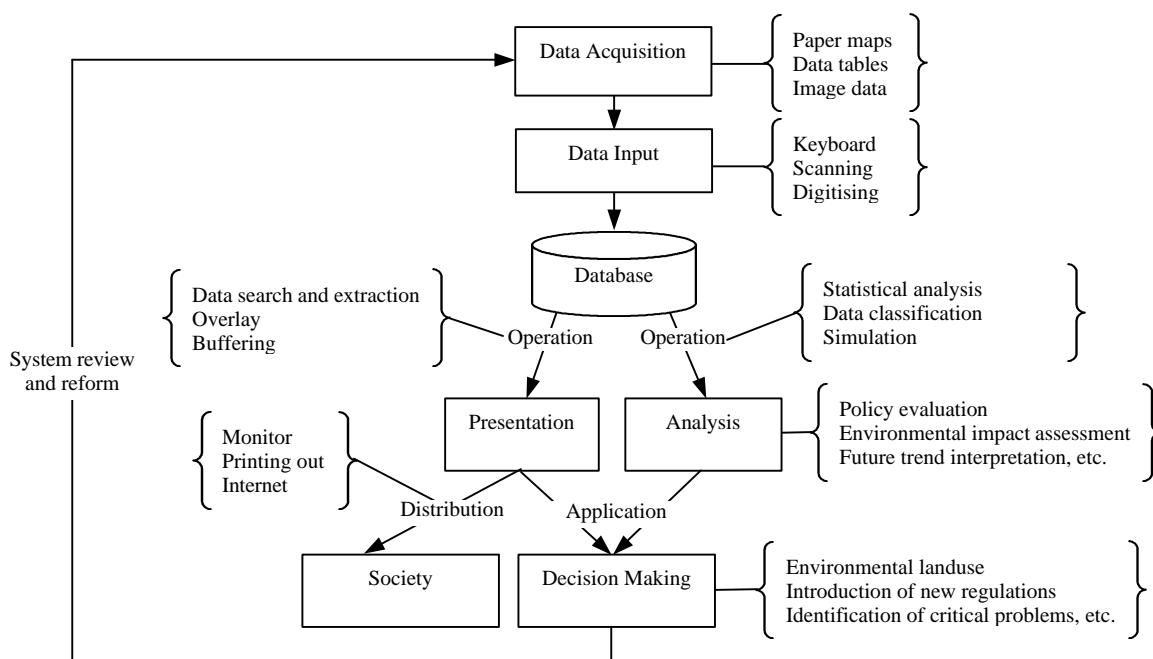 Data Acquisition
Paper maps
Data tables
Image data
Data Input
Keyboard
Scanning
Digitising
Database
Data search and extraction
Overlay
Buffering
Operation
Operation
Statistical analysis
Data classification
Simulation
System review
and reform
Presentation
Analysis
Policy evaluation
Environmental impact assessment
Future trend interpretation, etc.
Monitor
Printing out
Internet
Distribution
Application
Society
Decision Making
Environmental landuse
Introduction of new regulations
Identification of critical problems, etc.